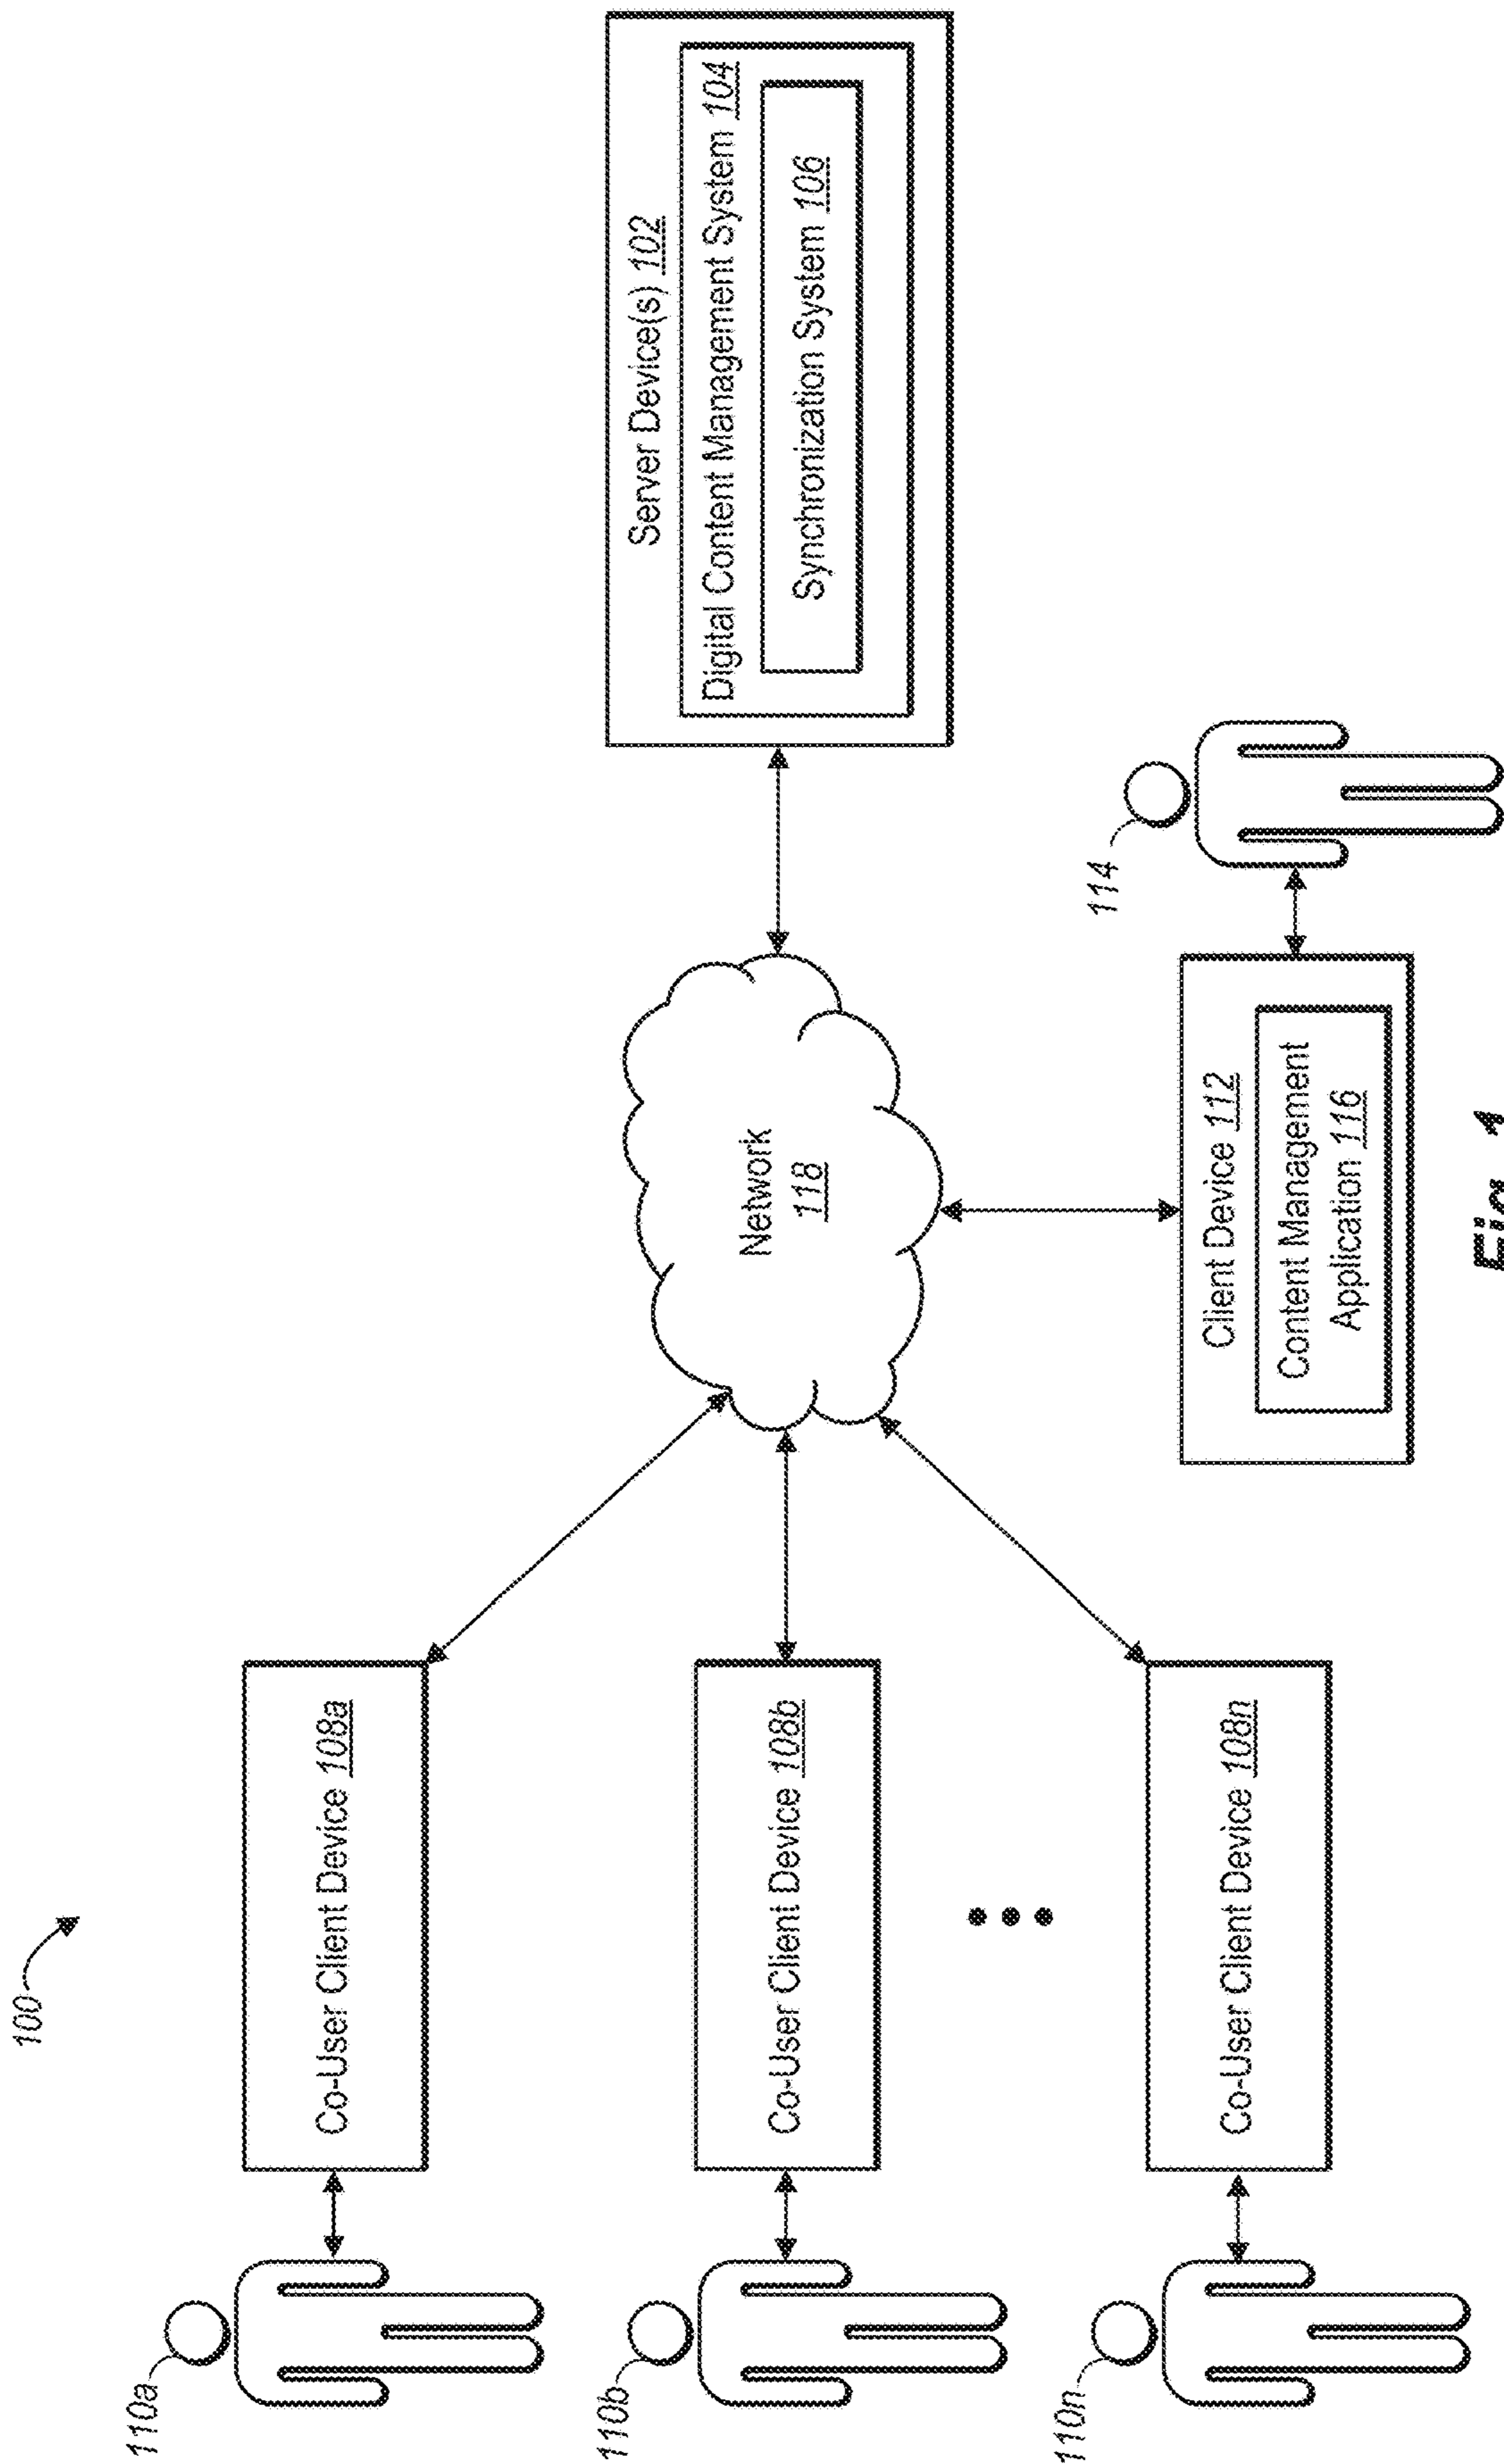 100
110a
Co-User Client Device 108a
110b
Co-User Client Device 108b
110n
Co-User Client Device 108n
Network
118
Server Device(s) 102
Digital Content Management System 104
Synchronization System 106
114
Client Device 112
Content Management
Application 116
Fig. 1